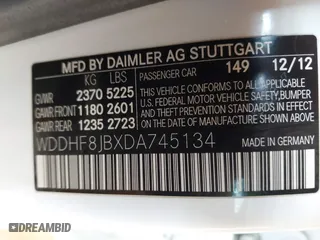 MFD BY DAIMLER AG STUTTGART
KG LBS PASSENGER CAR 149 12/12
GVWR 2370 5225
GAWR FRONT 1180 2601
GAWR REAR 1235 2723
THIS VEHICLE CONFORMS TO ALL APPLICABLE
FEDERAL MOTOR VEHICLE SAFETY, BUMPER,
AND THEFT PREVENTION STANDARDS IN EFFECT
ON THE DATE OF MANUFACTURE SHOWN ABOVE.
WDDHF8JBXDA745134
MADE IN GERMANY